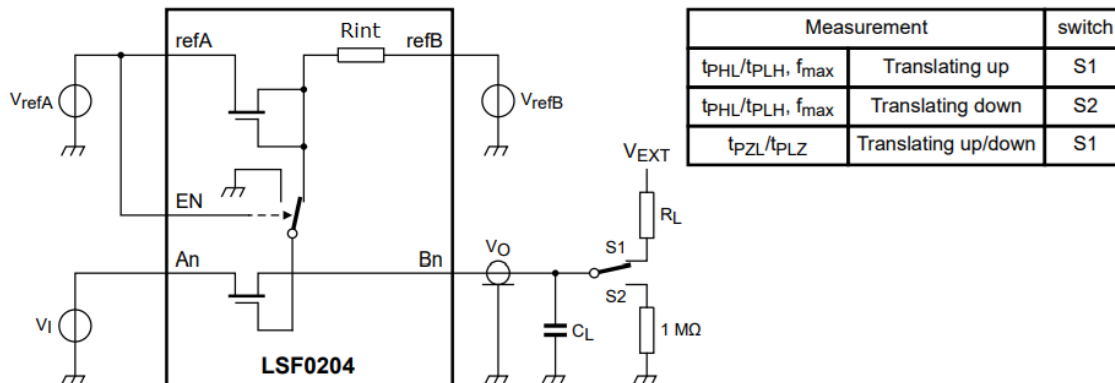 refA
Rint
refB
VrefA
VrefB
EN
An
Bn
VO
VI
LSF0204
VEXT
RL
S1
S2
CL
1 MΩ
Measurement switch
tPHL/tPLH, fmax Translating up S1
tPHL/tPLH, fmax Translating down S2
tPZL/tPLZ Translating up/down S1